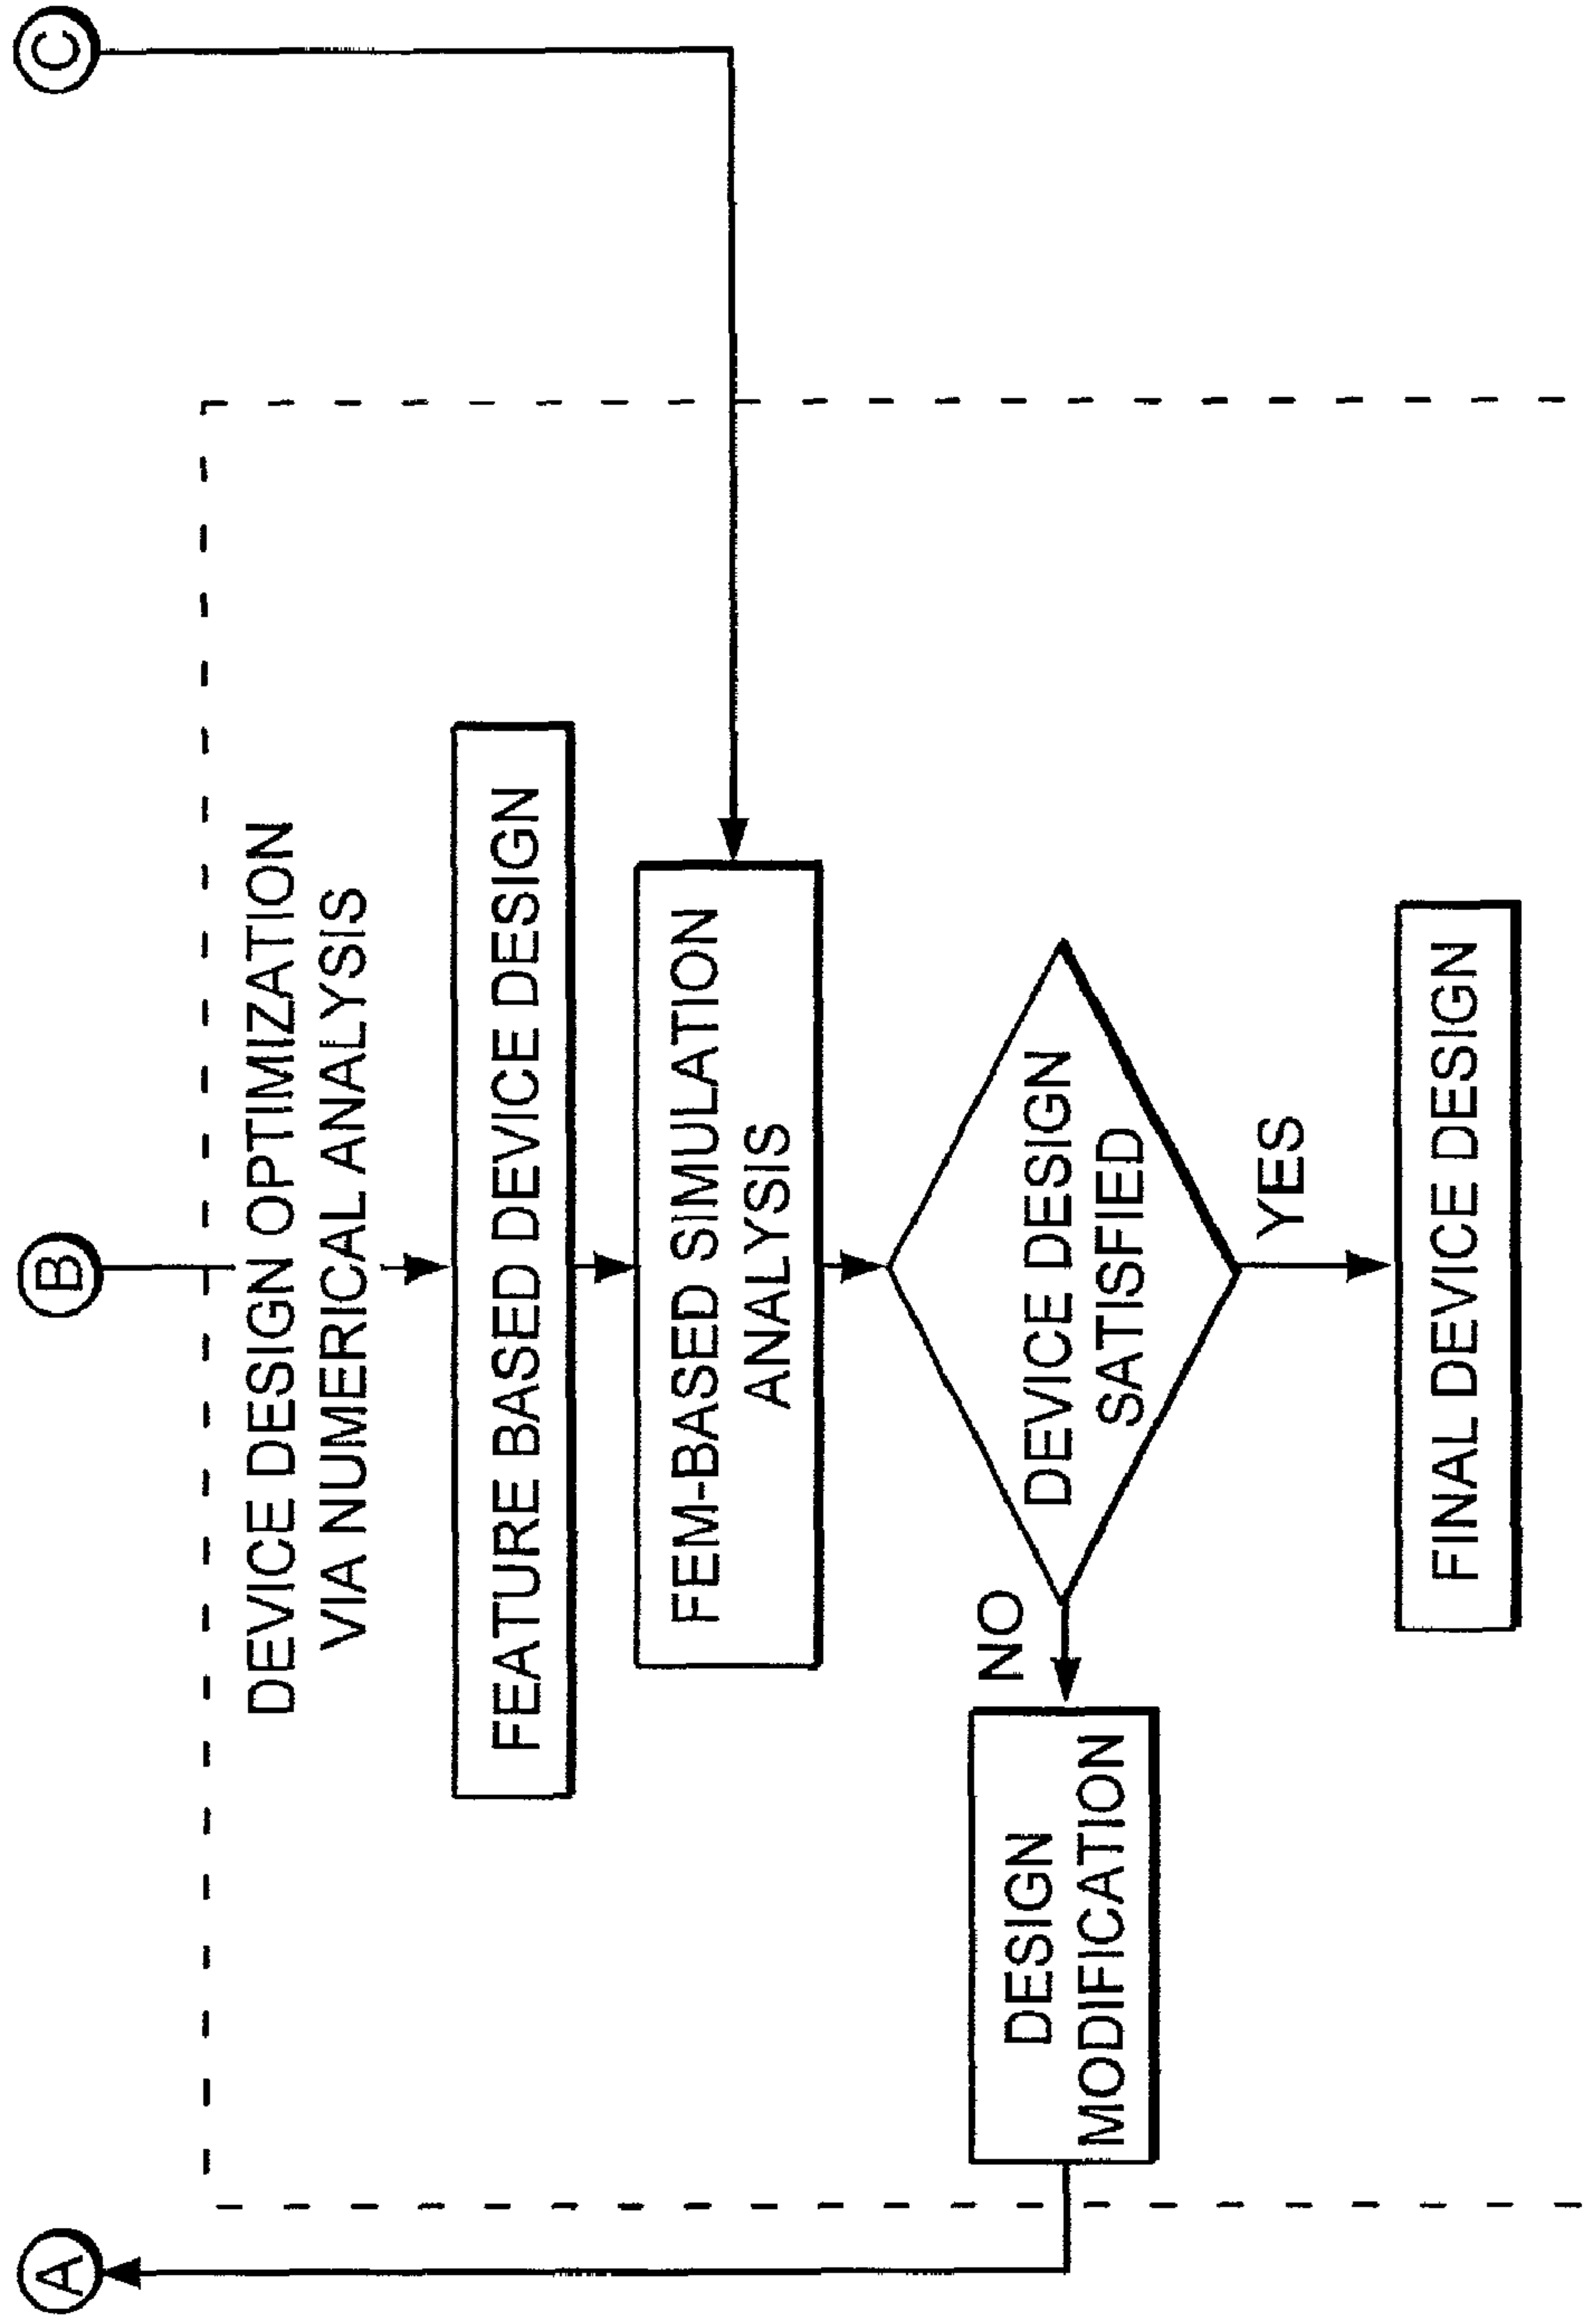 A
B
C
DEVICE DESIGN OPTIMIZATION
VIA NUMERICAL ANALYSIS
FEATURE BASED DEVICE DESIGN
FEM-BASED SIMULATION
ANALYSIS
DEVICE DESIGN
SATISFIED
NO
DESIGN
MODIFICATION
YES
FINAL DEVICE DESIGN